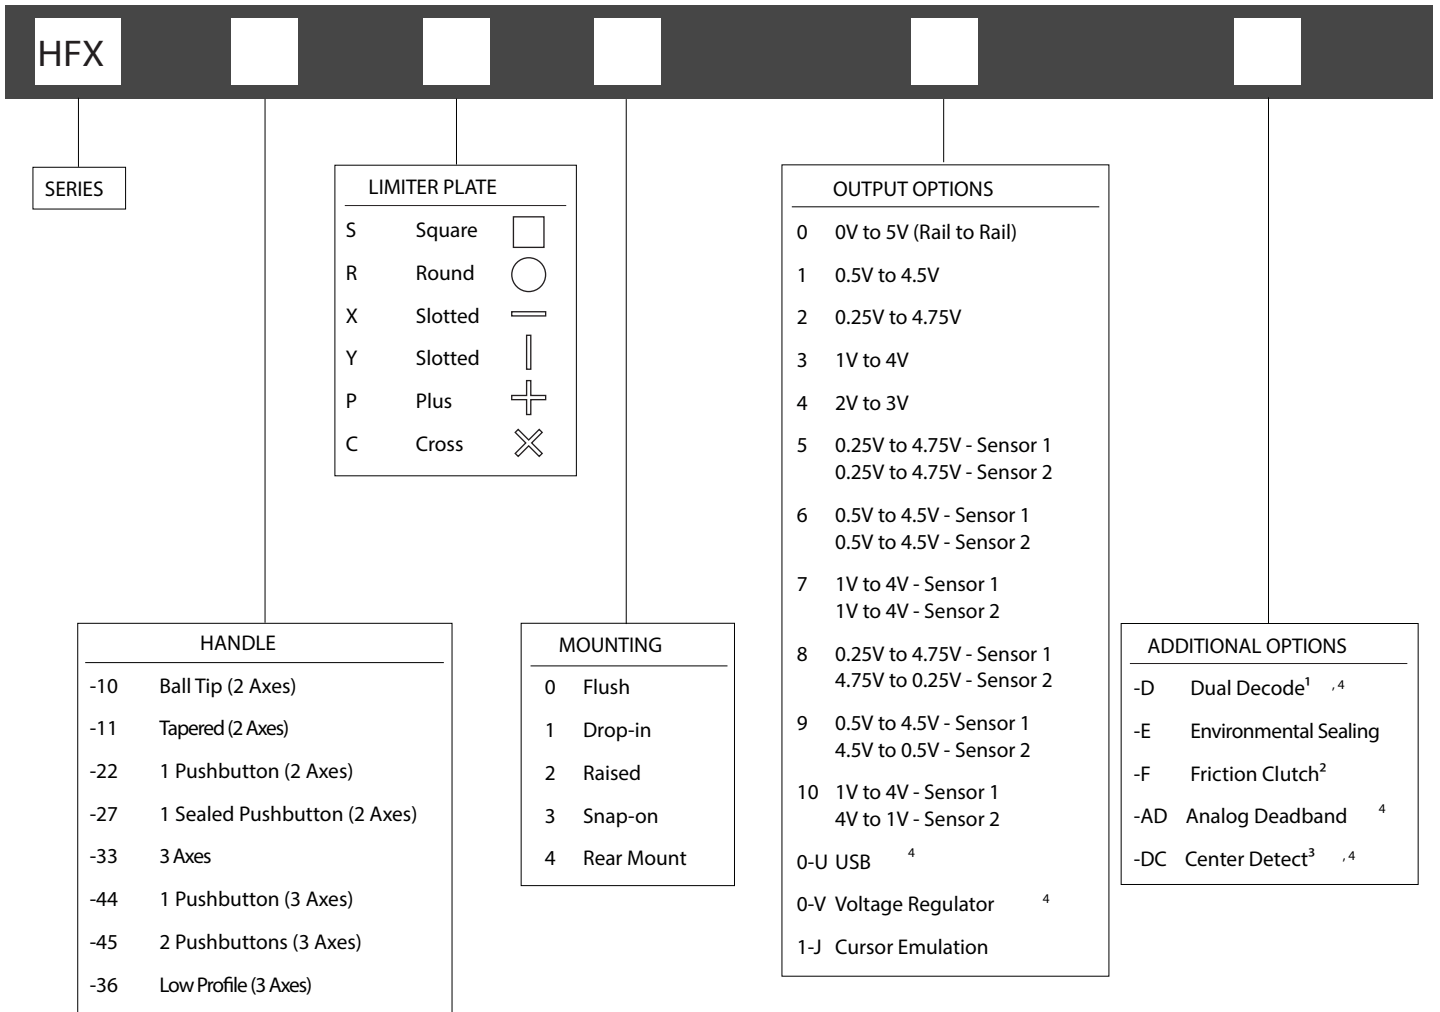 HFX
SERIES
LIMITER PLATE
S Square
R Round
X Slotted
Y Slotted
P Plus
C Cross
OUTPUT OPTIONS
0 0V to 5V (Rail to Rail)
1 0.5V to 4.5V
2 0.25V to 4.75V
3 1V to 4V
4 2V to 3V
5 0.25V to 4.75V - Sensor 1
0.25V to 4.75V - Sensor 2
6 0.5V to 4.5V - Sensor 1
0.5V to 4.5V - Sensor 2
7 1V to 4V - Sensor 1
1V to 4V - Sensor 2
8 0.25V to 4.75V - Sensor 1
4.75V to 0.25V - Sensor 2
9 0.5V to 4.5V - Sensor 1
4.5V to 0.5V - Sensor 2
10 1V to 4V - Sensor 1
4V to 1V - Sensor 2
0-U USB 4
0-V Voltage Regulator 4
1-J Cursor Emulation
HANDLE
-10 Ball Tip (2 Axes)
-11 Tapered (2 Axes)
-22 1 Pushbutton (2 Axes)
-27 1 Sealed Pushbutton (2 Axes)
-33 3 Axes
-44 1 Pushbutton (3 Axes)
-45 2 Pushbuttons (3 Axes)
-36 Low Profile (3 Axes)
MOUNTING
0 Flush
1 Drop-in
2 Raised
3 Snap-on
4 Rear Mount
ADDITIONAL OPTIONS
-D Dual Decode¹ ,4
-E Environmental Sealing
-F Friction Clutch²
-AD Analog Deadband 4
-DC Center Detect³ ,4